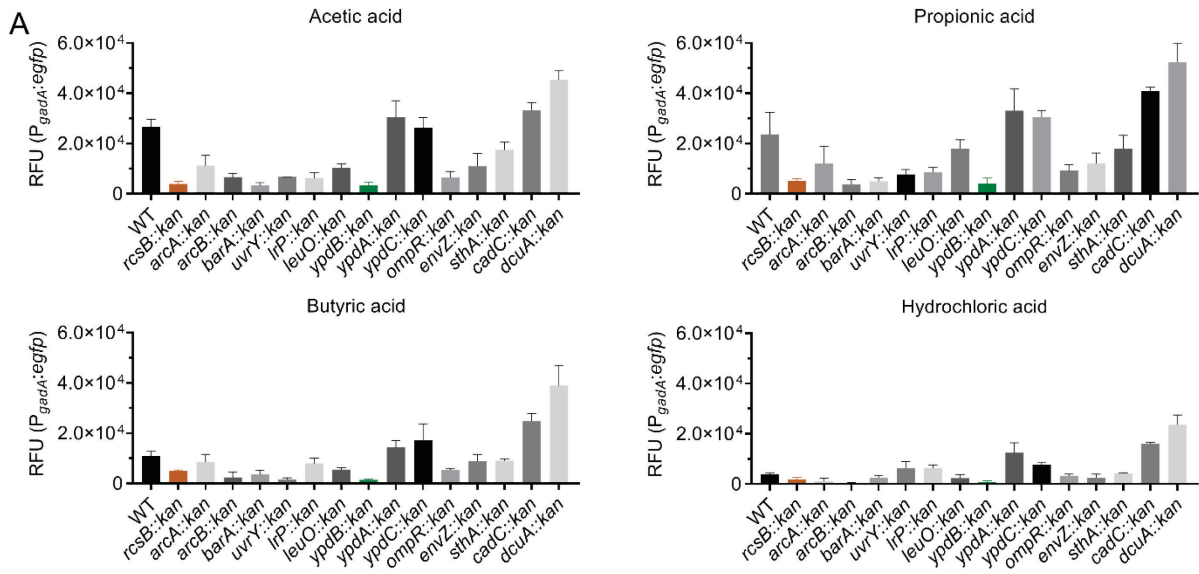 A
Acetic acid
RFU (PgadA:egfp)
6.0×10⁴
4.0×10⁴
2.0×10⁴
0
WT
rcsB::kan
arcA::kan
arcB::kan
barA::kan
uvrY::kan
lrP::kan
leuO::kan
ypdB::kan
ypdA::kan
ypdC::kan
ompR::kan
envZ::kan
sthA::kan
cadC::kan
dcuA::kan
Propionic acid
RFU (PgadA:egfp)
6.0×10⁴
4.0×10⁴
2.0×10⁴
0
WT
rcsB::kan
arcA::kan
arcB::kan
barA::kan
uvrY::kan
lrP::kan
leuO::kan
ypdB::kan
ypdA::kan
ypdC::kan
ompR::kan
envZ::kan
sthA::kan
cadC::kan
dcuA::kan
Butyric acid
RFU (PgadA:egfp)
6.0×10⁴
4.0×10⁴
2.0×10⁴
0
WT
rcsB::kan
arcA::kan
arcB::kan
barA::kan
uvrY::kan
lrP::kan
leuO::kan
ypdB::kan
ypdA::kan
ypdC::kan
ompR::kan
envZ::kan
sthA::kan
cadC::kan
dcuA::kan
Hydrochloric acid
RFU (PgadA:egfp)
6.0×10⁴
4.0×10⁴
2.0×10⁴
0
WT
rcsB::kan
arcA::kan
arcB::kan
barA::kan
uvrY::kan
lrP::kan
leuO::kan
ypdB::kan
ypdA::kan
ypdC::kan
ompR::kan
envZ::kan
sthA::kan
cadC::kan
dcuA::kan